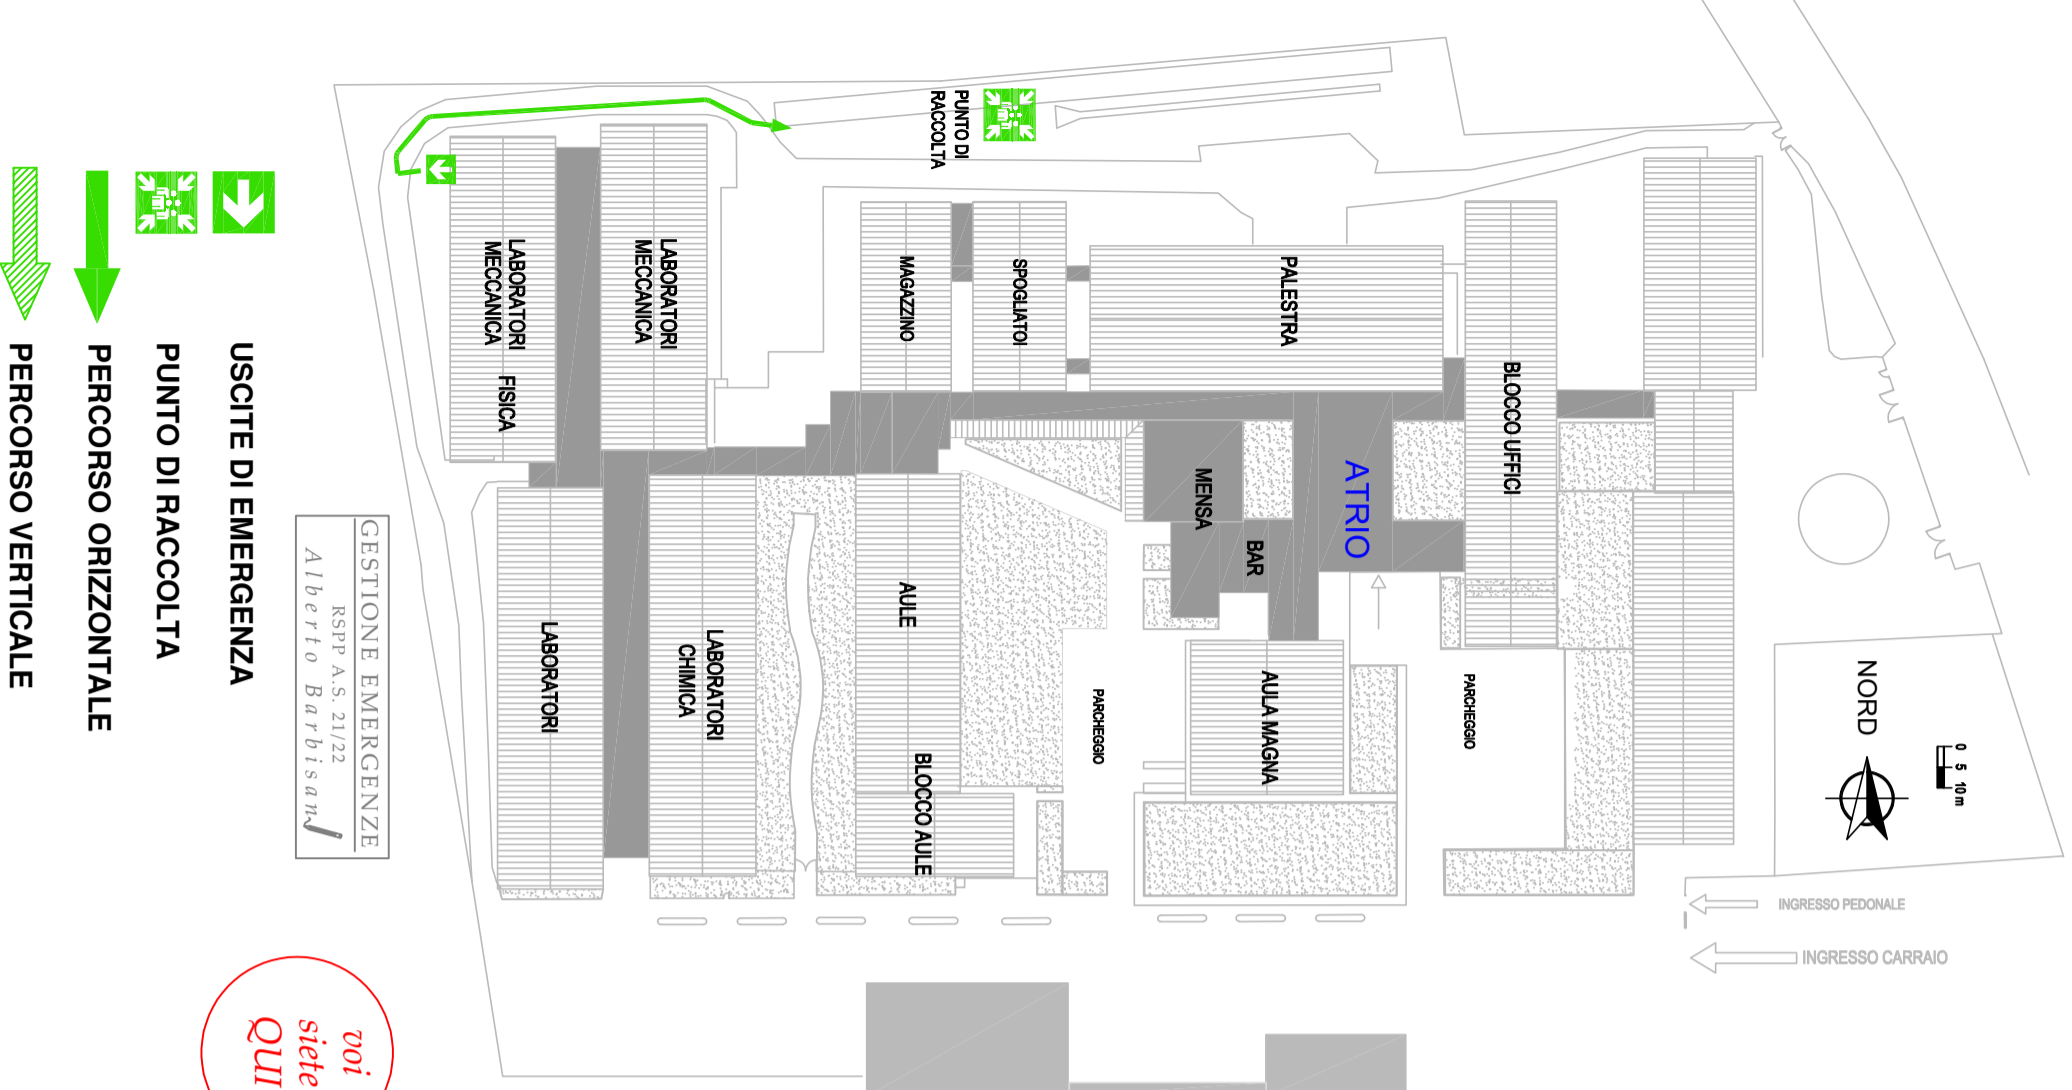 PUNTO DI
RACCOLTA
LABORATORI
MECCANICA
FISICA
LABORATORI
MECCANICA
MAGAZZINO
SPOGLIATOI
PALESTRA
BLOCCO UFFICI
MENSA
BAR
ATRIO
AULE
BLOCCO AULE
LABORATORI
LABORATORI
CHIMICA
AULA MAGNA
PARCHEGGIO
PARCHEGGIO
NORD
0 5 10 m
INGRESSO PEDONALE
INGRESSO CARRAIO
USCITE DI EMERGENZA
PUNTO DI RACCOLTA
PERCORSO ORIZZONTALE
PERCORSO VERTICALE
GESTIONE EMERGENZE
RSPP A.S. 21/22
Alberto Barbisan
voi
siete
QUI